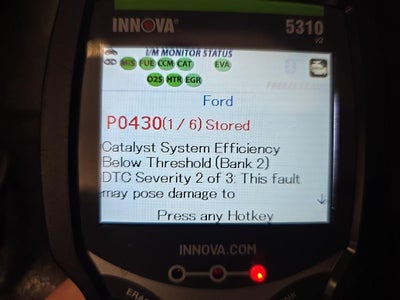 INNOVA® 5310
v2
I/M MONITOR STATUS
MIS FUE CCM CAT EVA
O2S HTR EGR
Ford
P0430(1/6) Stored
Catalyst System Efficiency
Below Threshold (Bank 2)
DTC Severity 2 of 3: This fault
may pose damage to
Press any Hotkey
INNOVA.COM